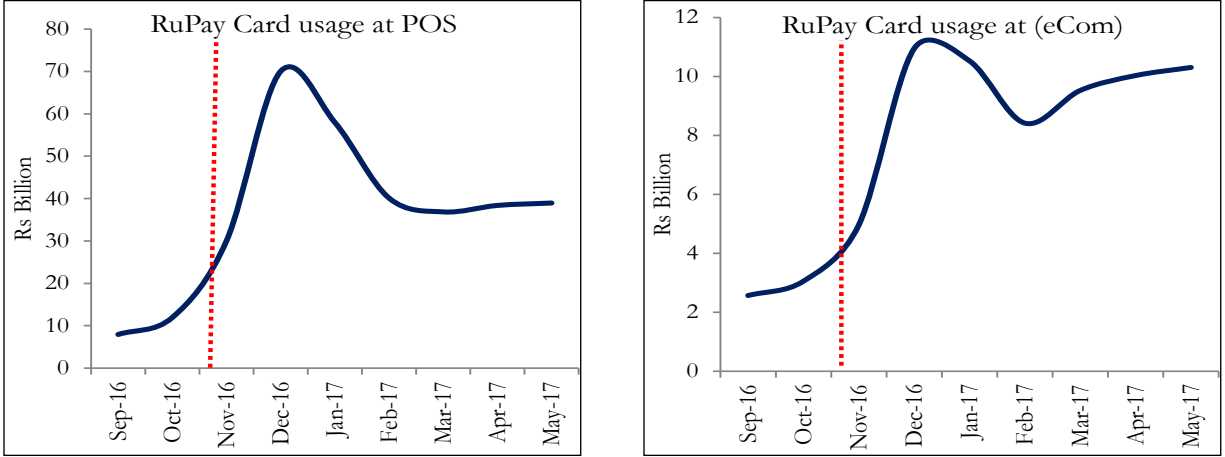 RuPay Card usage at POS
Rs Billion
80
70
60
50
40
30
20
10
0
Sep-16
Oct-16
Nov-16
Dec-16
Jan-17
Feb-17
Mar-17
Apr-17
May-17
RuPay Card usage at (eCom)
Rs Billion
12
10
8
6
4
2
0
Sep-16
Oct-16
Nov-16
Dec-16
Jan-17
Feb-17
Mar-17
Apr-17
May-17